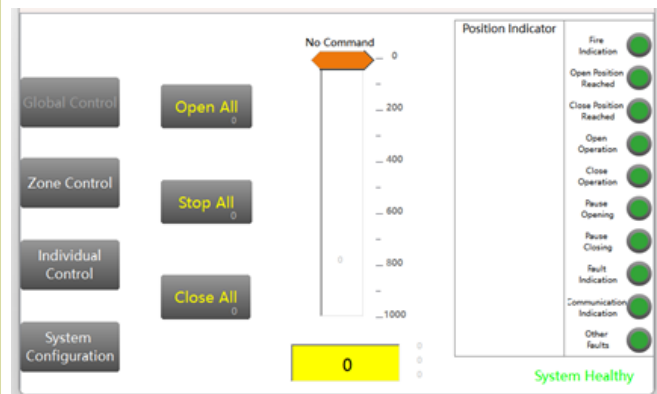 Global Control
Zone Control
Individual
Control
System
Configuration
Open All
0
Stop All
0
Close All
0
No Command
0
200
400
600
800
1000
0
0
0
0
0
Position Indicator
Fire
Indication
Open Position
Reached
Close Position
Reached
Open
Operation
Close
Operation
Pause
Opening
Pause
Closing
Fault
Indication
Communication
Indication
Other
Faults
System Healthy